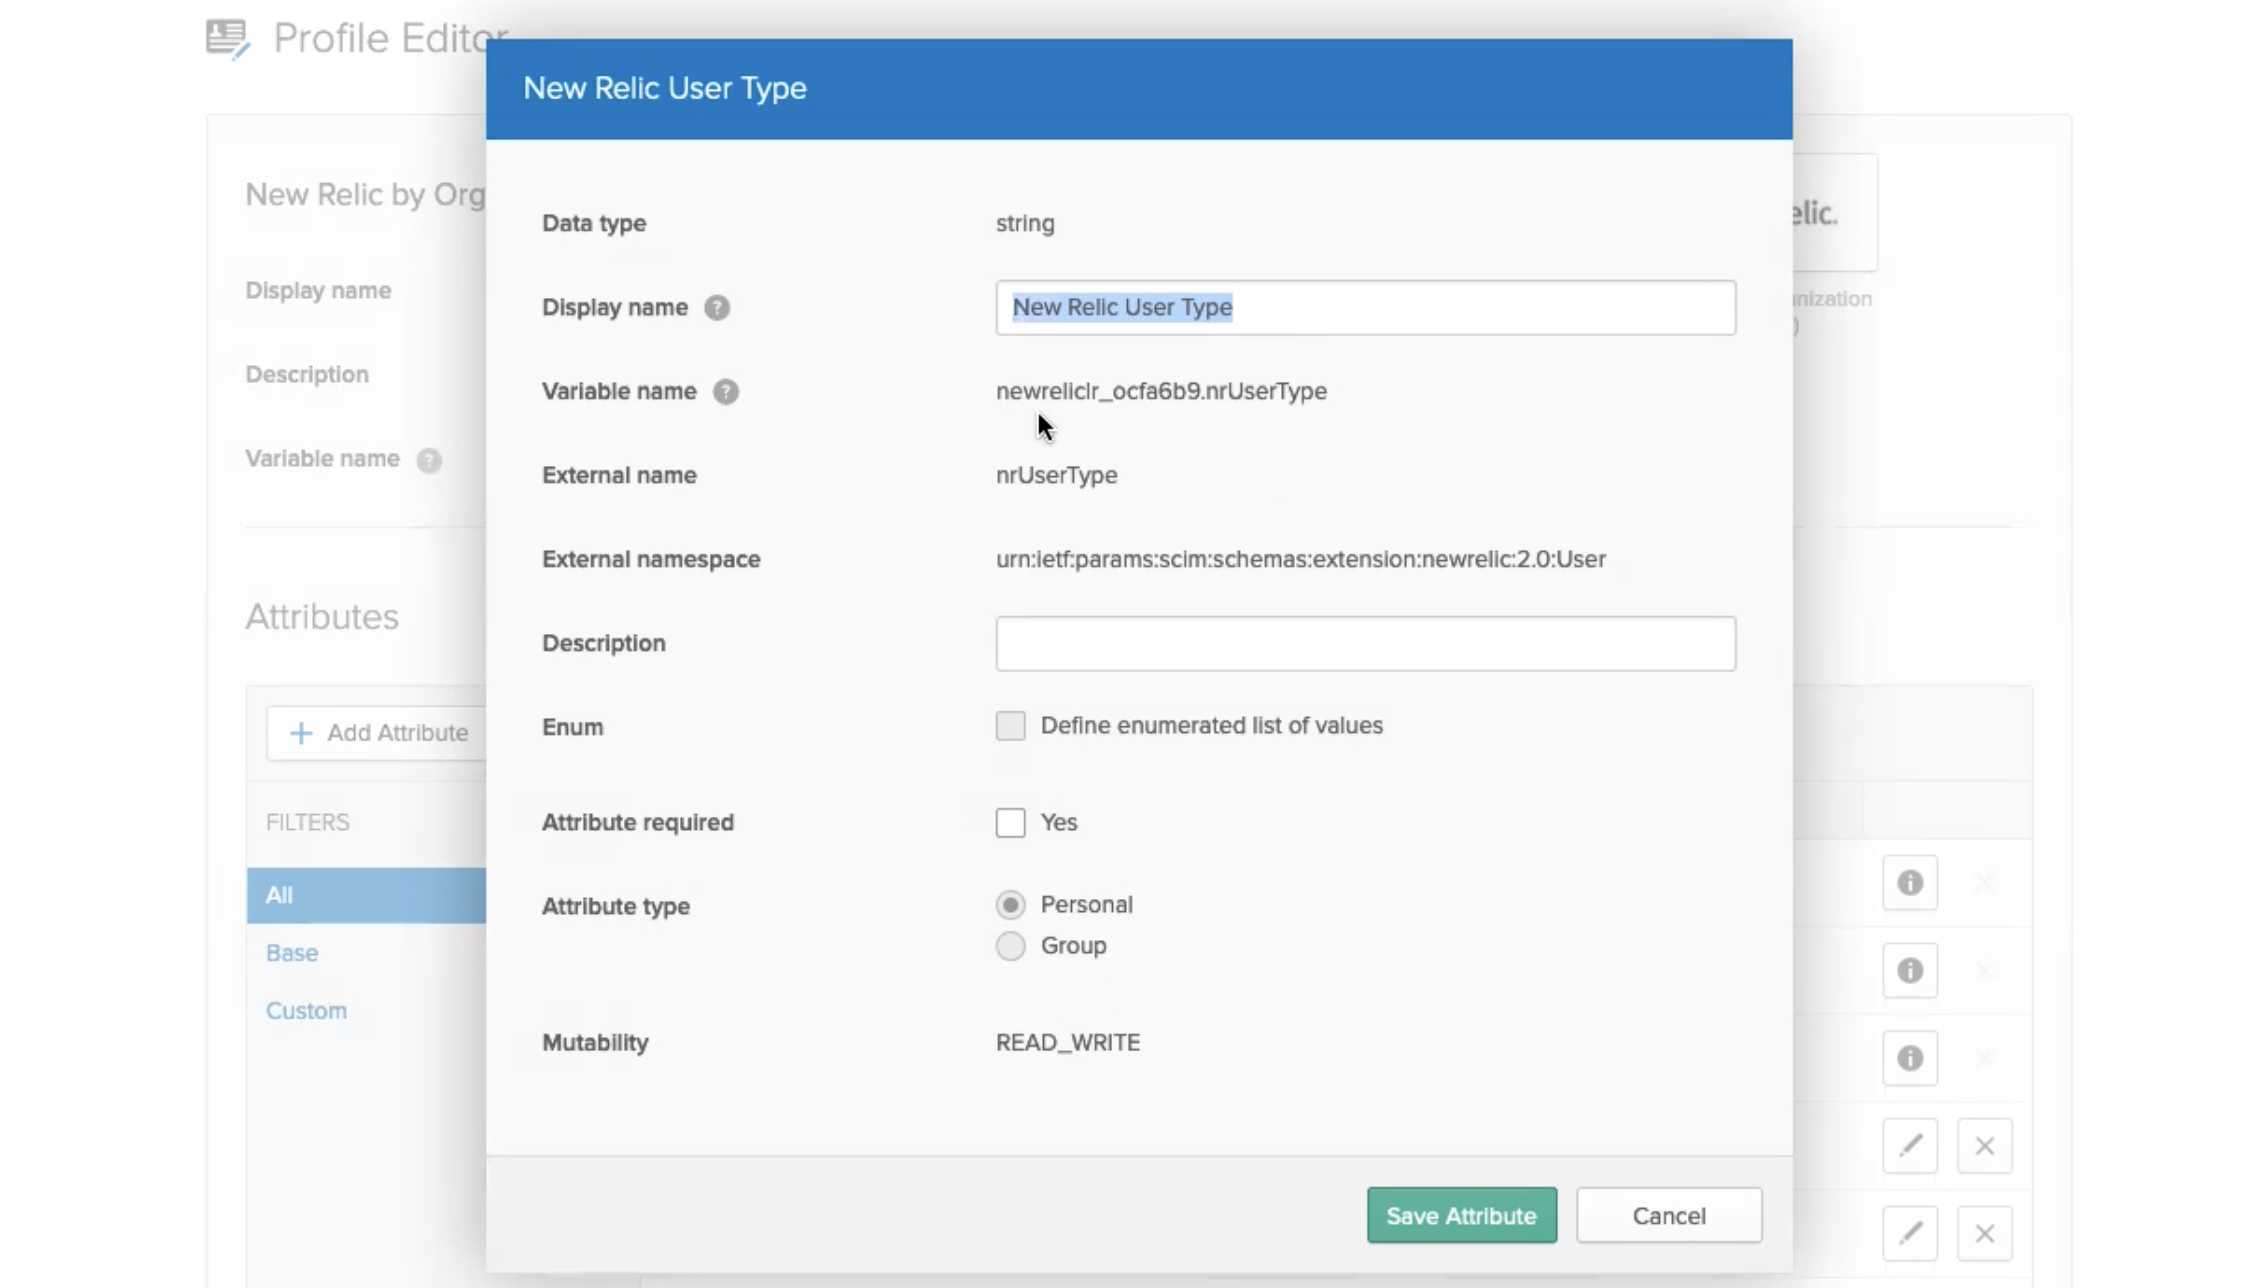 Profile Editor
New Relic User Type
New Relic by Org
elic.
Data type string
Display name
Display name ? New Relic User Type
nization
)
Description
Variable name ? newreliclr_ocfa6b9.nrUserType
Variable name ?
External name nrUserType
External namespace urn:ietf:params:scim:schemas:extension:newrelic:2.0:User
Attributes
Description
Add Attribute
Enum Define enumerated list of values
FILTERS
Attribute required Yes
All
Attribute type Personal
Group
Base
Custom
Mutability READ_WRITE
Save Attribute Cancel